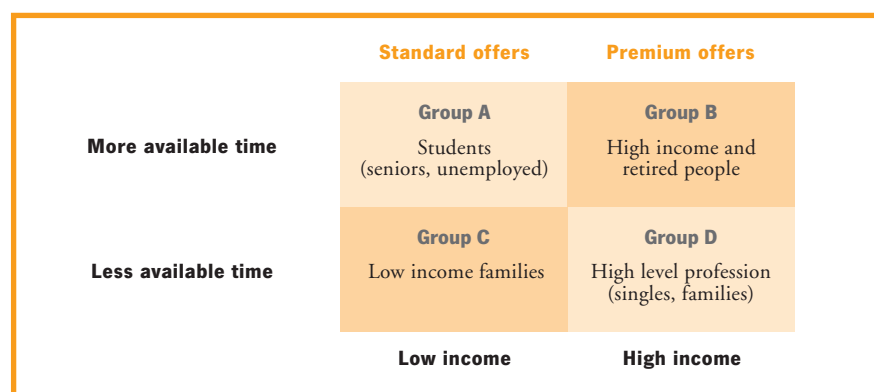 Standard offers Premium offers
Group A Group B
More available time Students High income and
(seniors, unemployed) retired people
Group C Group D
Less available time Low income families High level profession
(singles, families)
Low income High income